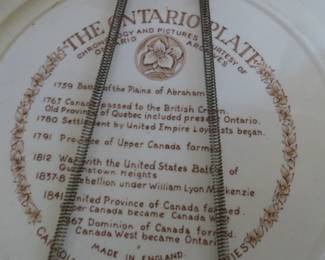 THE ONTARIO PLATE
CHRONOLOGY AND PICTURES COURTESY OF
ONTARIO ARCHIVES
1759 Battle of the Plains of Abraham
1763 Canada passed to the British Crown.
Old Province of Quebec included present Ontario.
1780 Settlement by United Empire Loyalists began.
1791 Province of Upper Canada formed.
1812 War with the United States Battle of
Queenstown Heights
1837-8 Rebellion under William Lyon Mackenzie
1841 United Province of Canada formed.
Upper Canada became Canada West
1867 Dominion of Canada formed.
Canada West became Ontario
MADE IN ENGLAND